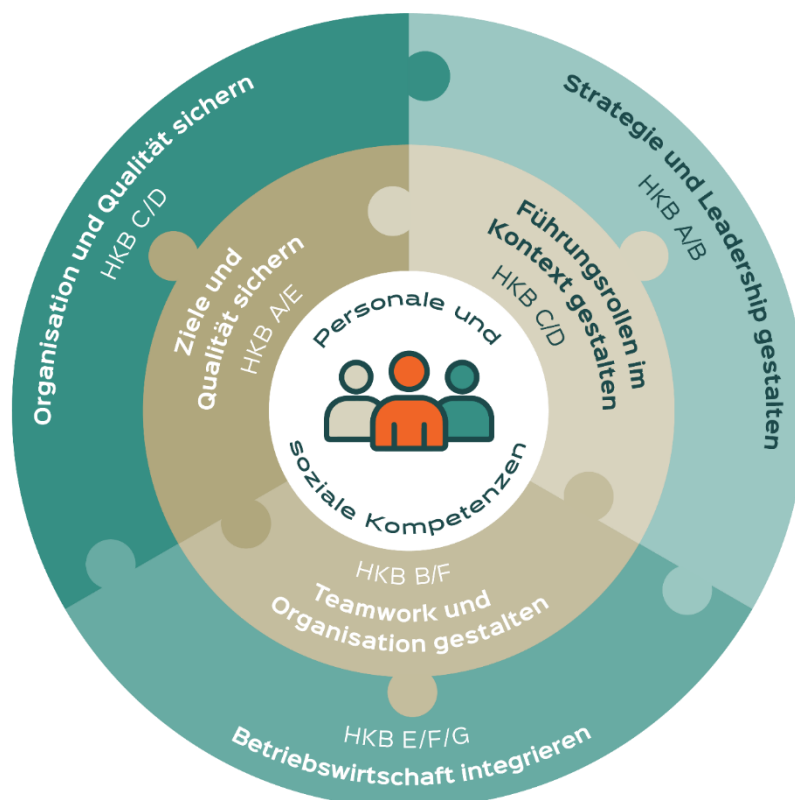 Organisation und Qualität sichern
HKB C/D
Strategie und Leadership gestalten
HKB A/B
Ziele und
Qualität sichern
HKB A/E
Führungsrollen im
Kontext gestalten
HKB C/D
Personale und
soziale Kompetenzen
HKB B/F
Teamwork und
Organisation gestalten
HKB E/F/G
Betriebswirtschaft integrieren